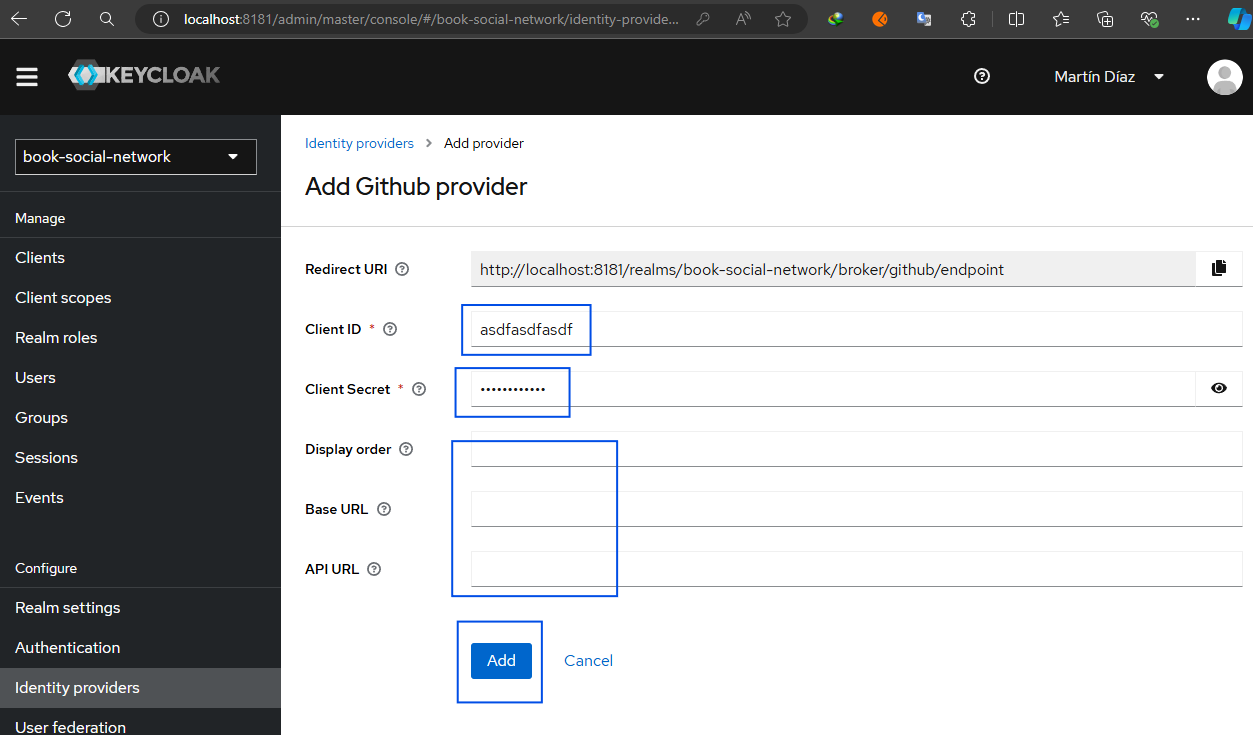 localhost:8181/admin/master/console/#/book-social-network/identity-provide...
KEYCLOAK
Martín Díaz
book-social-network
Manage
Clients
Client scopes
Realm roles
Users
Groups
Sessions
Events
Configure
Realm settings
Authentication
Identity providers
User federation
Identity providers > Add provider
Add Github provider
Redirect URI
http://localhost:8181/realms/book-social-network/broker/github/endpoint
Client ID *
asdfasdfasdf
Client Secret *
••••••••••••
Display order
Base URL
API URL
Add
Cancel